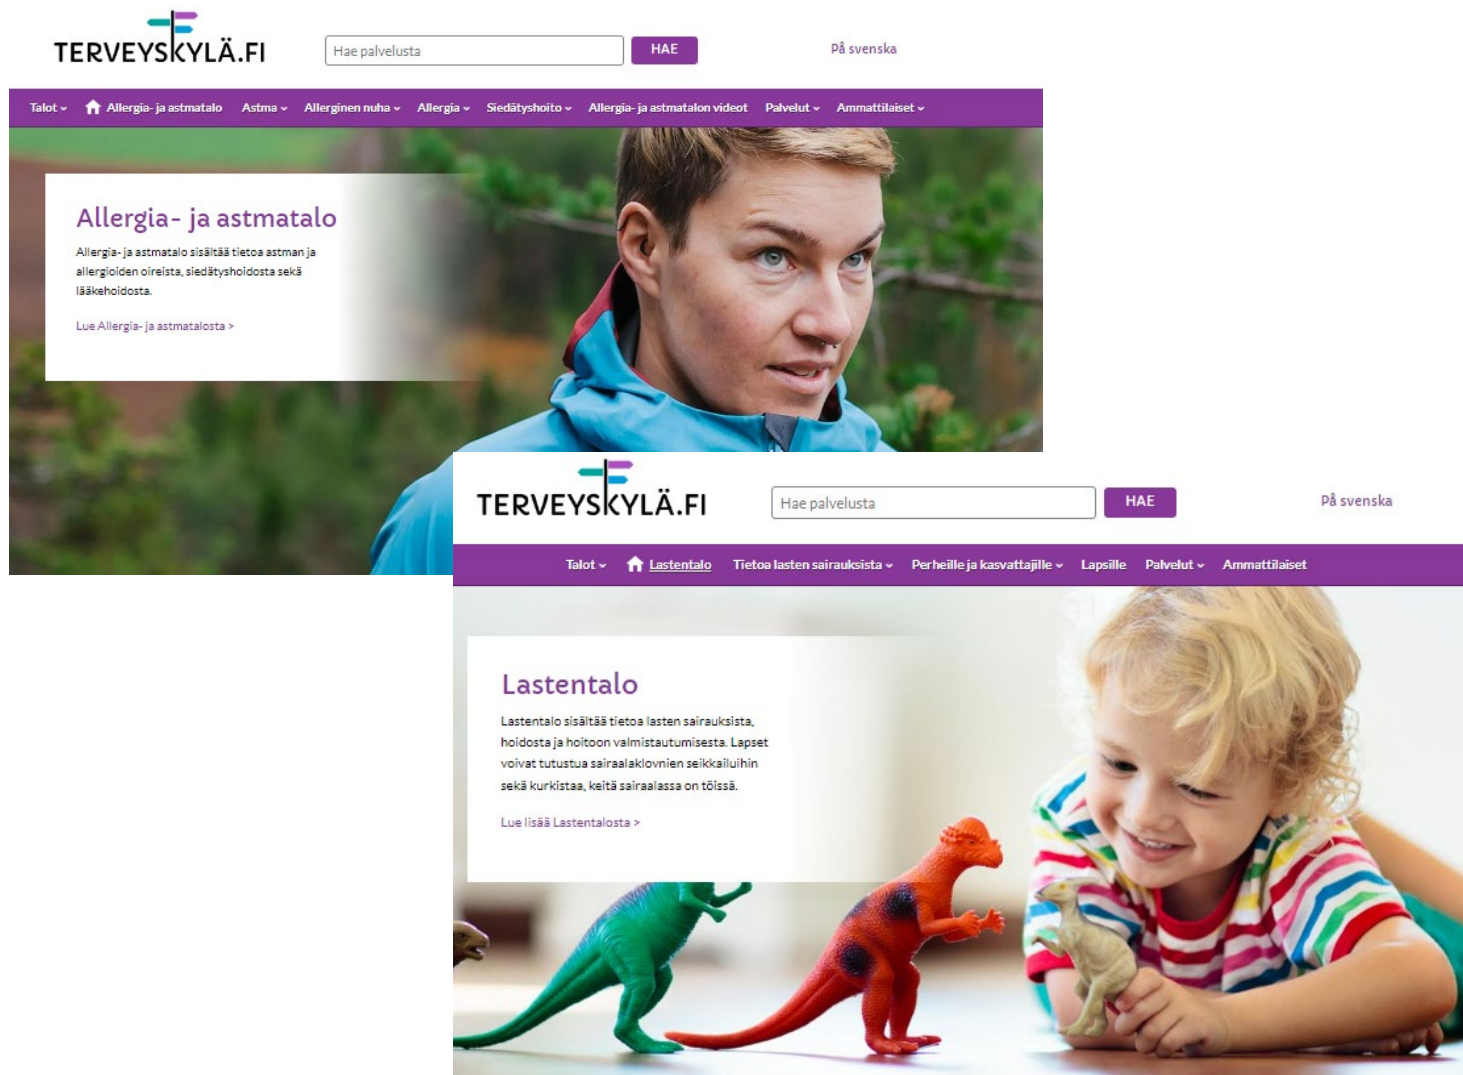 TERVEYSKYLÄ.FI
Hae palvelusta
HAE
På svenska
Talot Allergia- ja astmatalo Astma Allerginen nuha Allergia Siedätyshoito Allergia- ja astmatalon videot Palvelut Ammattilaiset
Allergia- ja astmatalo
Allergia- ja astmatalo sisältää tietoa astman ja
allergioiden oireista, siedätyshoidosta sekä
lääkehoidosta.
Lue Allergia- ja astmatalosta >
TERVEYSKYLÄ.FI
Hae palvelusta
HAE
På svenska
Talot Lastentalo Tietoa lasten sairauksista Perheille ja kasvattajille Lapsille Palvelut Ammattilaiset
Lastentalo
Lastentalo sisältää tietoa lasten sairauksista,
hoidosta ja hoitoon valmistautumisesta. Lapset
voivat tutustua sairaalaklovnien seikkailuihin
sekä kurkistaa, keitä sairaalassa on töissä.
Lue lisää Lastentalosta >